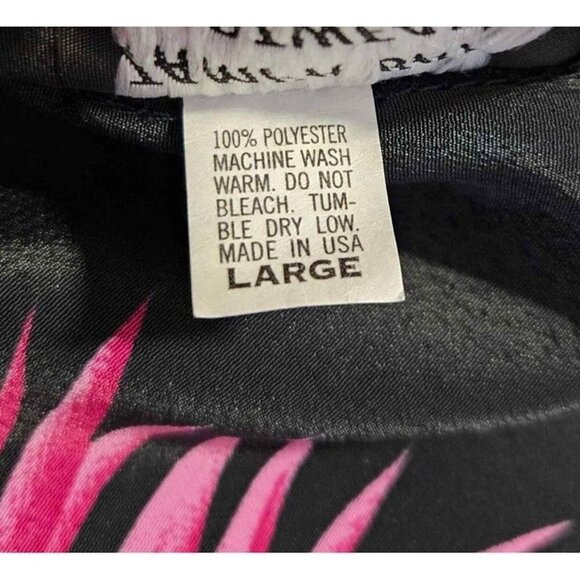 100% POLYESTER
MACHINE WASH
WARM. DO NOT
BLEACH. TUM-
BLE DRY LOW.
MADE IN USA
LARGE